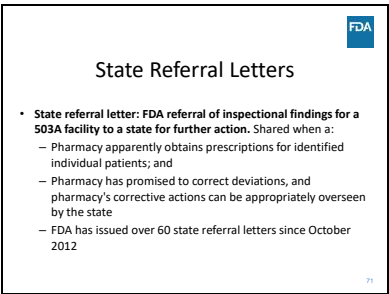 FDA
State Referral Letters
• State referral letter: FDA referral of inspectional findings for a
503A facility to a state for further action. Shared when a:
– Pharmacy apparently obtains prescriptions for identified
individual patients; and
– Pharmacy has promised to correct deviations, and
pharmacy's corrective actions can be appropriately overseen
by the state
– FDA has issued over 60 state referral letters since October
2012
71